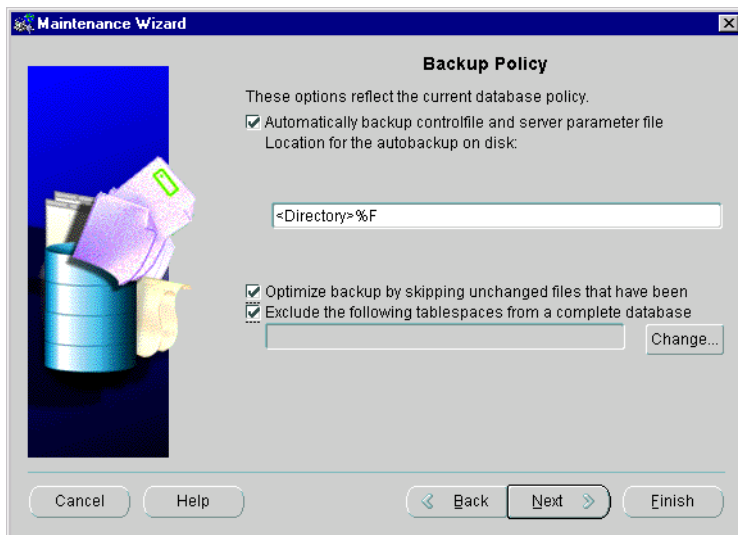 Maintenance Wizard
Backup Policy
These options reflect the current database policy.
Automatically backup controlfile and server parameter file
Location for the autobackup on disk:
<Directory>%F
Optimize backup by skipping unchanged files that have been
Exclude the following tablespaces from a complete database
Change...
Cancel Help Back Next Finish